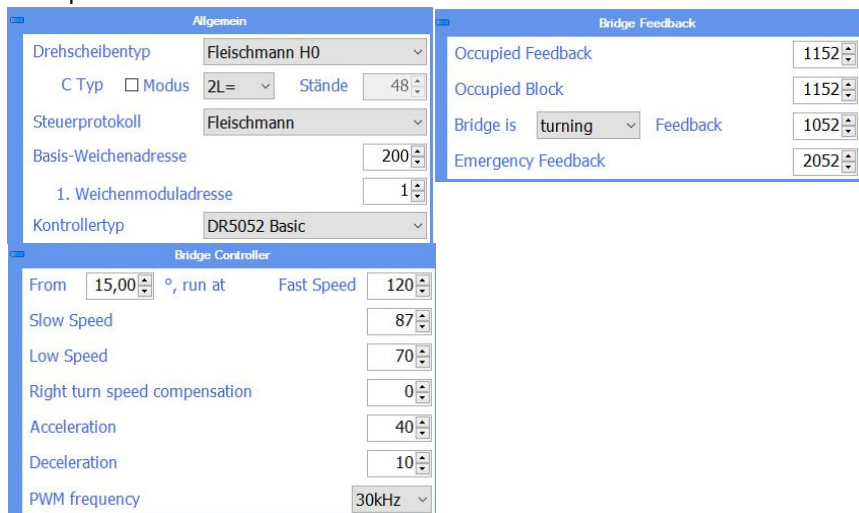 Allgemein
Drehscheibentyp Fleischmann H0
C Typ Modus 2L= Stände 48
Steuerprotokoll Fleischmann
Basis-Weichenadresse 200
1. Weichenmoduladresse 1
Kontrollertyp DR5052 Basic
Bridge Feedback
Occupied Feedback 1152
Occupied Block 1152
Bridge is turning Feedback 1052
Emergency Feedback 2052
Bridge Controller
From 15,00 °, run at Fast Speed 120
Slow Speed 87
Low Speed 70
Right turn speed compensation 0
Acceleration 40
Deceleration 10
PWM frequency 30kHz